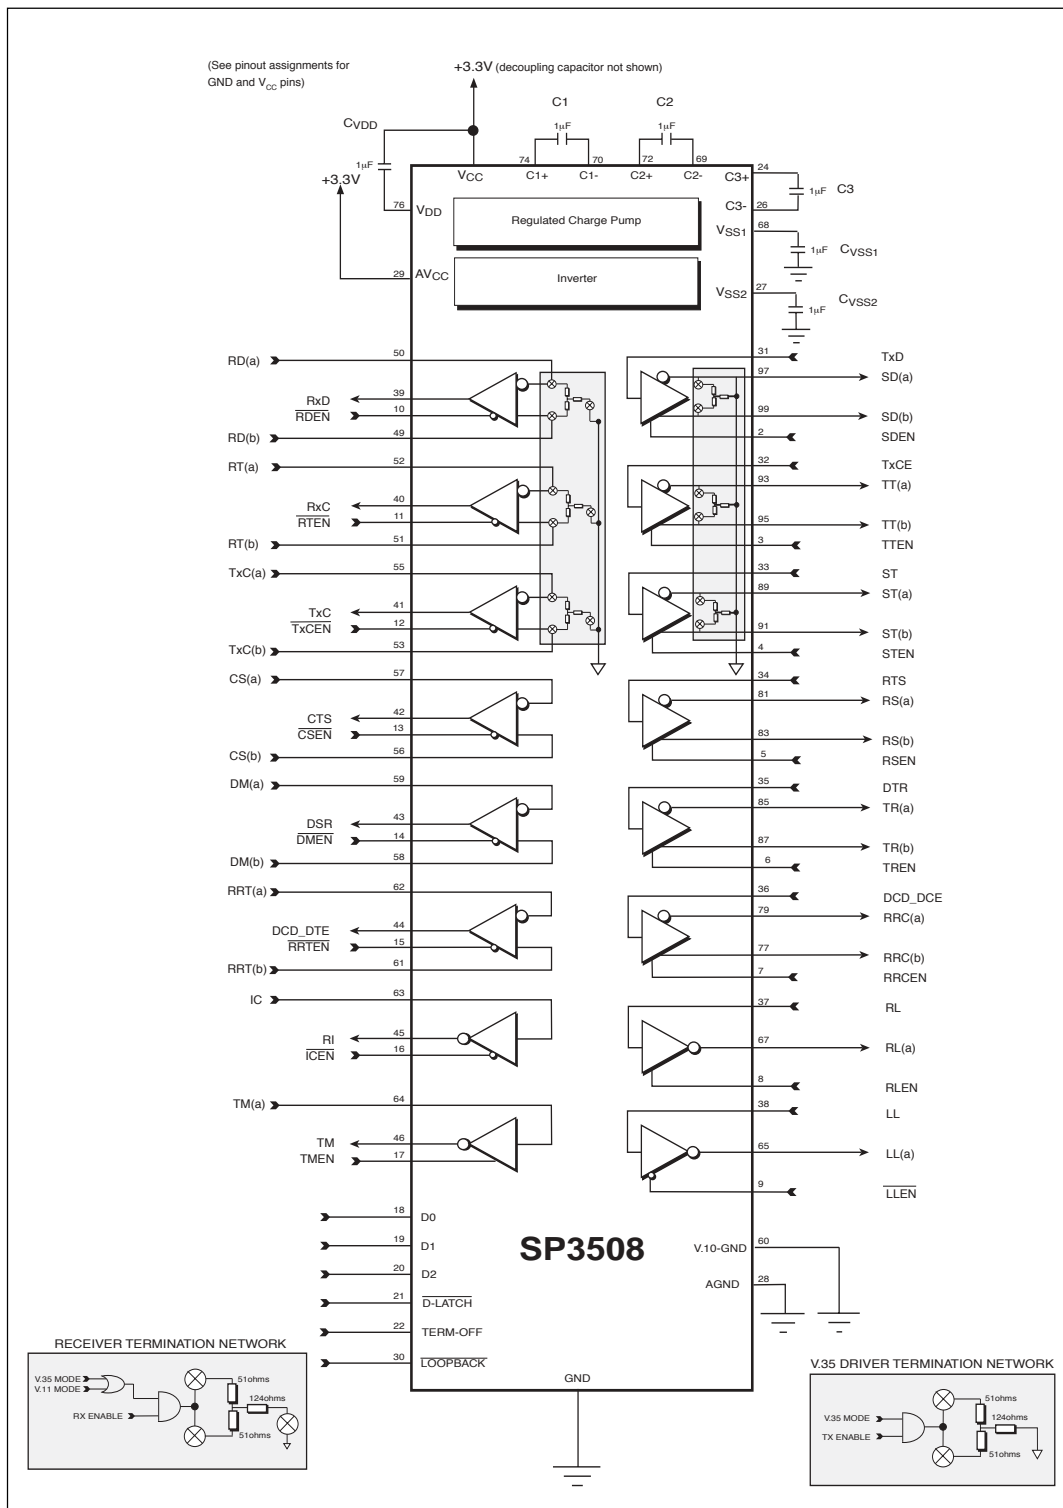 (See pinout assignments for
GND and VCC pins)
+3.3V (decoupling capacitor not shown)
C1
C2
CVDD
1µF
1µF
1µF
+3.3V
74
70
72
69
VCC
C1+
C1-
C2+
C2-
24
C3+
1µF
C3
C3-
26
76
VDD
Regulated Charge Pump
VSS1
68
1µF
CVSS1
29
AVCC
Inverter
VSS2
27
1µF
CVSS2
RD(a)
50
RxD
39
RDEN
10
RD(b)
49
RT(a)
52
RxC
40
RTEN
11
RT(b)
51
TxC(a)
55
TxC
41
TxCEN
12
TxC(b)
53
CS(a)
57
CTS
42
CSEN
13
CS(b)
56
DM(a)
59
DSR
43
DMEN
14
DM(b)
58
RRT(a)
62
DCD_DTE
44
RRTEN
15
RRT(b)
61
IC
63
RI
45
ICEN
16
TM(a)
64
TM
46
TMEN
17
31
TxD
97
SD(a)
99
SD(b)
2
SDEN
32
TxCE
93
TT(a)
95
TT(b)
3
TTEN
33
ST
89
ST(a)
91
ST(b)
4
STEN
34
RTS
81
RS(a)
83
RS(b)
5
RSEN
35
DTR
85
TR(a)
87
TR(b)
6
TREN
36
DCD_DCE
79
RRC(a)
77
RRC(b)
7
RRCEN
37
RL
67
RL(a)
8
RLEN
38
LL
65
LL(a)
9
LLEN
18
D0
19
D1
20
D2
21
D-LATCH
22
TERM-OFF
30
LOOPBACK
SP3508
V.10-GND
60
AGND
28
GND
RECEIVER TERMINATION NETWORK
V.35 MODE
V.11 MODE
RX ENABLE
51ohms
124ohms
51ohms
V.35 DRIVER TERMINATION NETWORK
V.35 MODE
TX ENABLE
51ohms
124ohms
51ohms